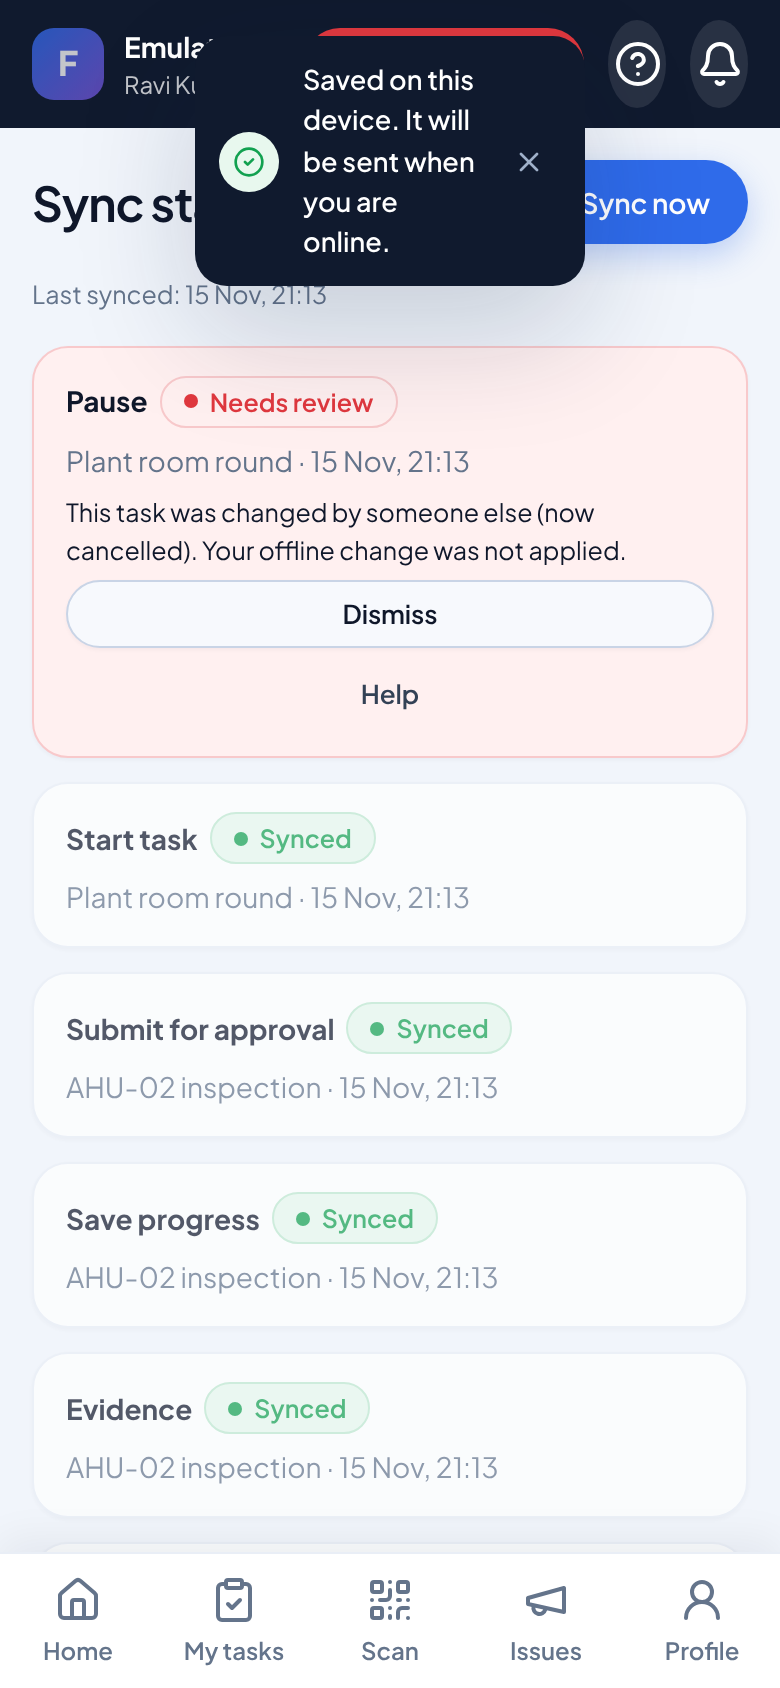 F
Ravi
Saved on this
device. It will
be sent when
you are
online.
Sync
Sync now
Last synced: 15 Nov, 21:13
Pause
Needs review
Plant room round · 15 Nov, 21:13
This task was changed by someone else (now
cancelled). Your offline change was not applied.
Dismiss
Help
Start task
Synced
Plant room round · 15 Nov, 21:13
Submit for approval
Synced
AHU-02 inspection · 15 Nov, 21:13
Save progress
Synced
AHU-02 inspection · 15 Nov, 21:13
Evidence
Synced
AHU-02 inspection · 15 Nov, 21:13
Home
My tasks
Scan
Issues
Profile